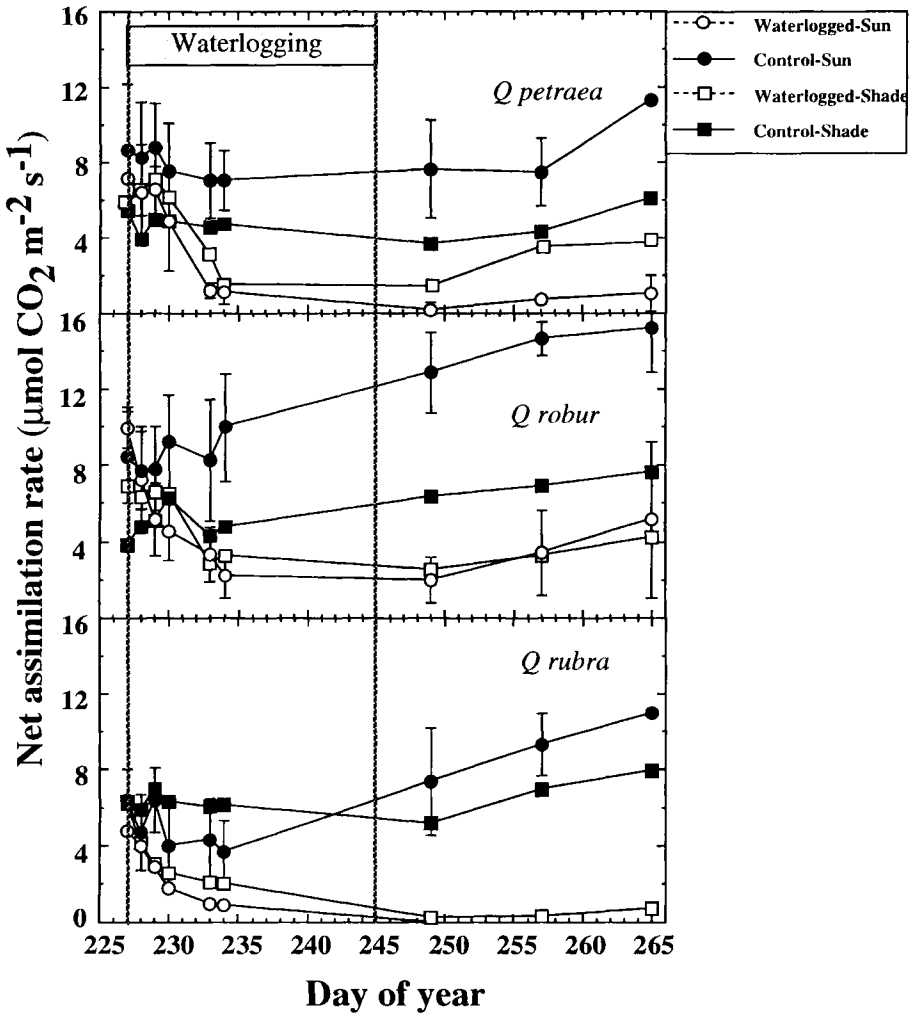 16
12
8
4
Waterlogging
Q petraea
Waterlogged-Sun
Control-Sun
Waterlogged-Shade
Control-Shade
Net assimilation rate (μmol CO2 m-2 s-1)
16
12
8
4
Q robur
16
12
8
4
0
Q rubra
225 230 235 240 245 250 255 260 265
Day of year